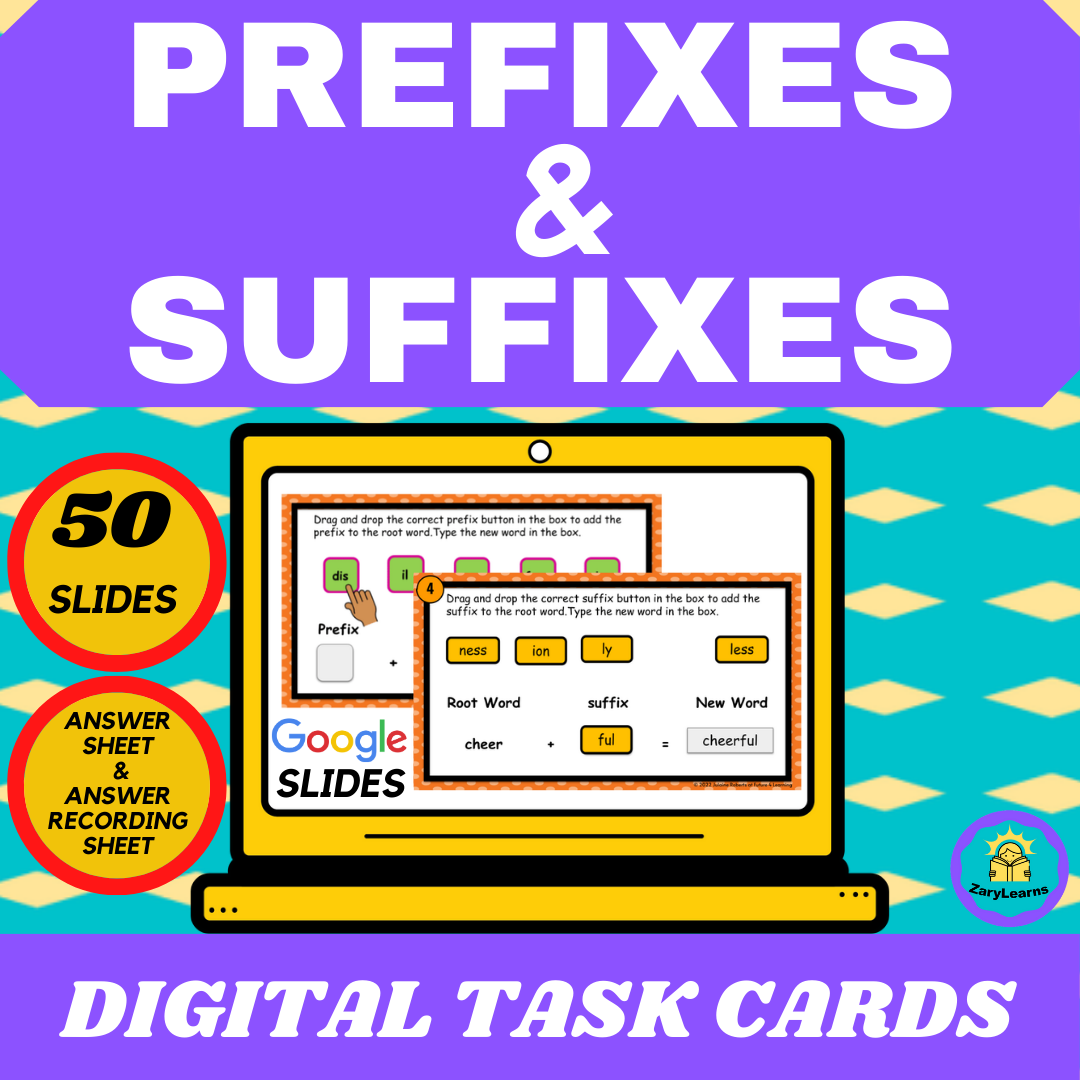 PREFIXES
&
SUFFIXES
50
SLIDES
ANSWER
SHEET
&
ANSWER
RECORDING
SHEET
Drag and drop the correct prefix button in the box to add the
prefix to the root word.Type the new word in the box.
dis il
Prefix
+
4
Drag and drop the correct suffix button in the box to add the
suffix to the root word.Type the new word in the box.
ness ion ly less
Root Word suffix New Word
cheer + ful = cheerful
Google
SLIDES
ZaryLearns
DIGITAL TASK CARDS